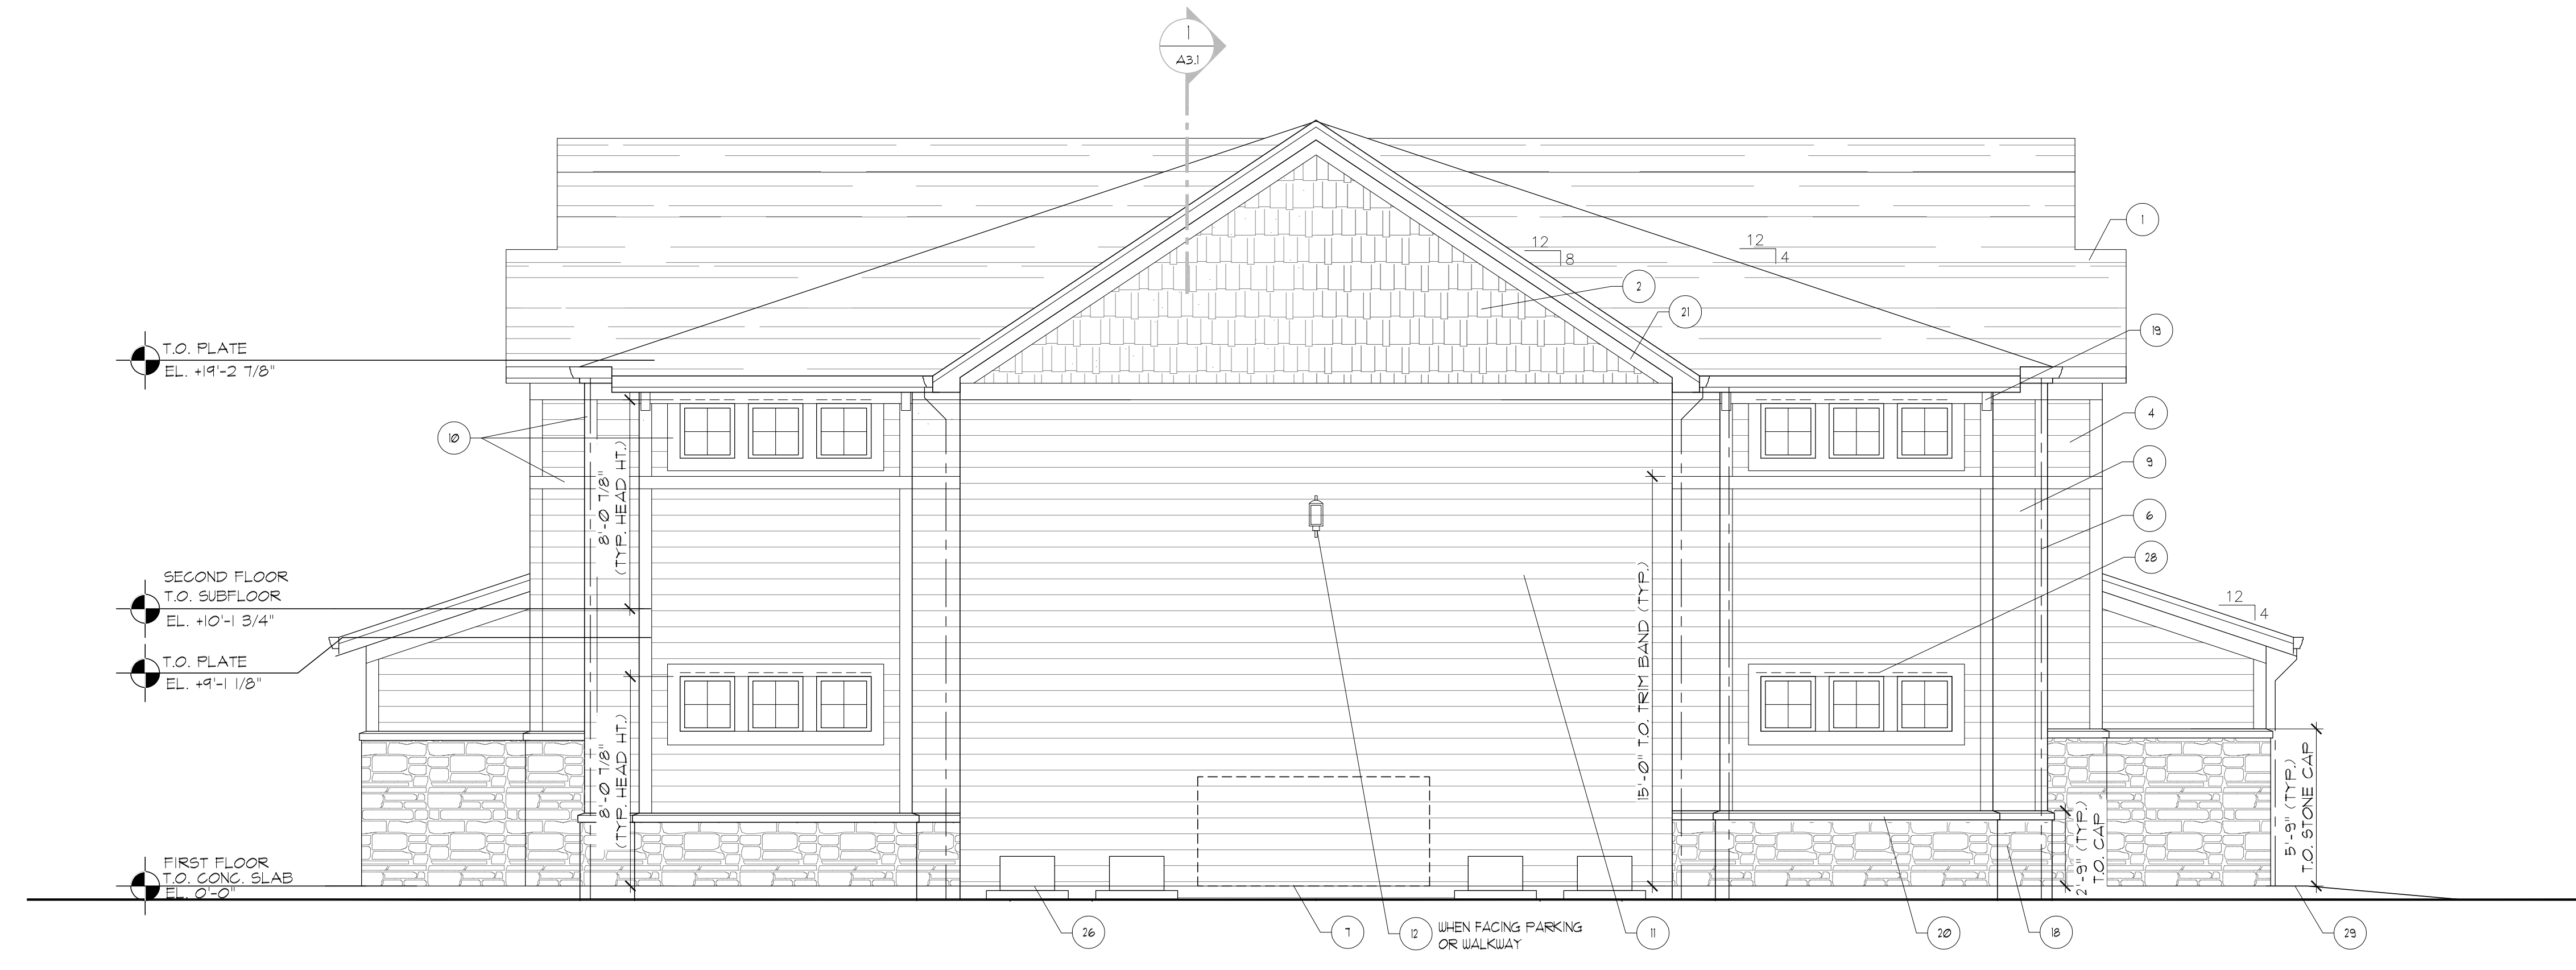 1
A3.1
1
12
8
12
4
2
21
19
T.O. PLATE
EL. +19'-2 7/8"
10
4
9
6
28
8'-0 7/8"
(TYP. HEAD HT.)
15'-0" T.O. TRIM BAND (TYP.)
SECOND FLOOR
T.O. SUBFLOOR
EL. +10'-1 3/4"
12
4
T.O. PLATE
EL. +9'-1 1/8"
8'-0 7/8"
(TYP. HEAD HT.)
2'-9" (TYP.)
T.O. CAP
5'-9" (TYP.)
T.O. STONE CAP
FIRST FLOOR
T.O. CONC. SLAB
EL. 0'-0"
26
7
12
WHEN FACING PARKING
OR WALKWAY
11
20
18
29